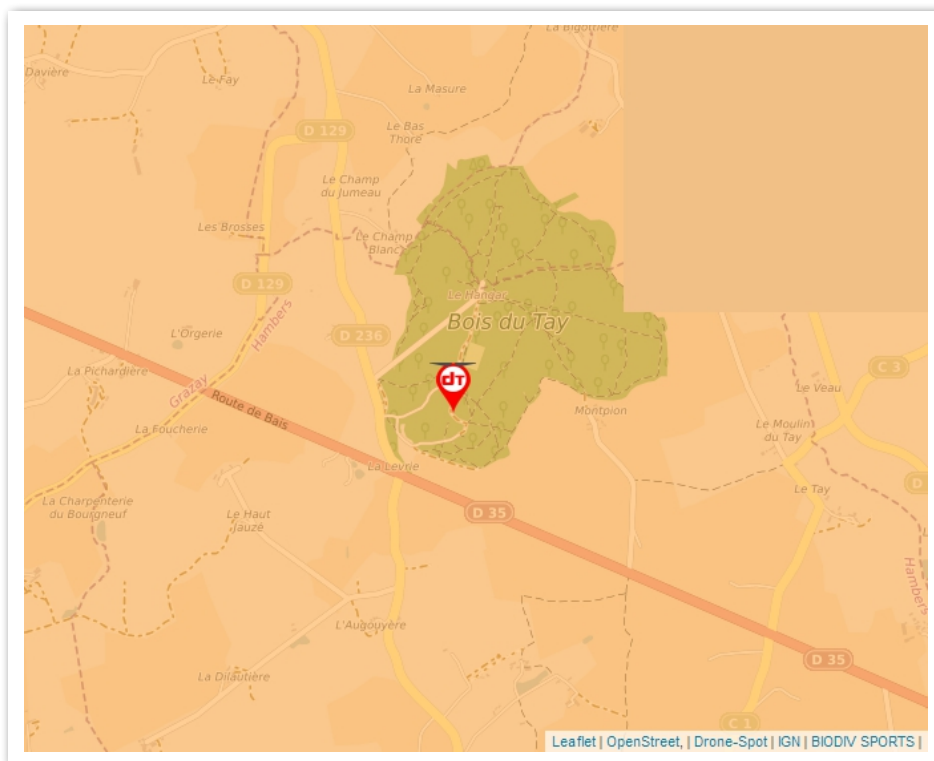 La Bigottière
Davière
Le Fay
La Masure
D 129
Le Bas
Thoré
Le Champ
du Jumeau
Les Brosses
Le Champ
Blanc
D 129
Le Hangar
Hambers
Bois du Tay
L'Orgerie
D 236
La Pichardière
Grazay
dT
C 3
Le Veau
Route de Bais
La Foucherie
Montpion
Le Moulin
du Tay
La Levrie
Le Tay
D
La Charpenterie
du Bourgneuf
Le Haut
Jauzé
D 35
Hambers
L'Augouyère
La Dilautière
D 35
C 1
Leaflet | OpenStreet, | Drone-Spot | IGN | BIODIV SPORTS |